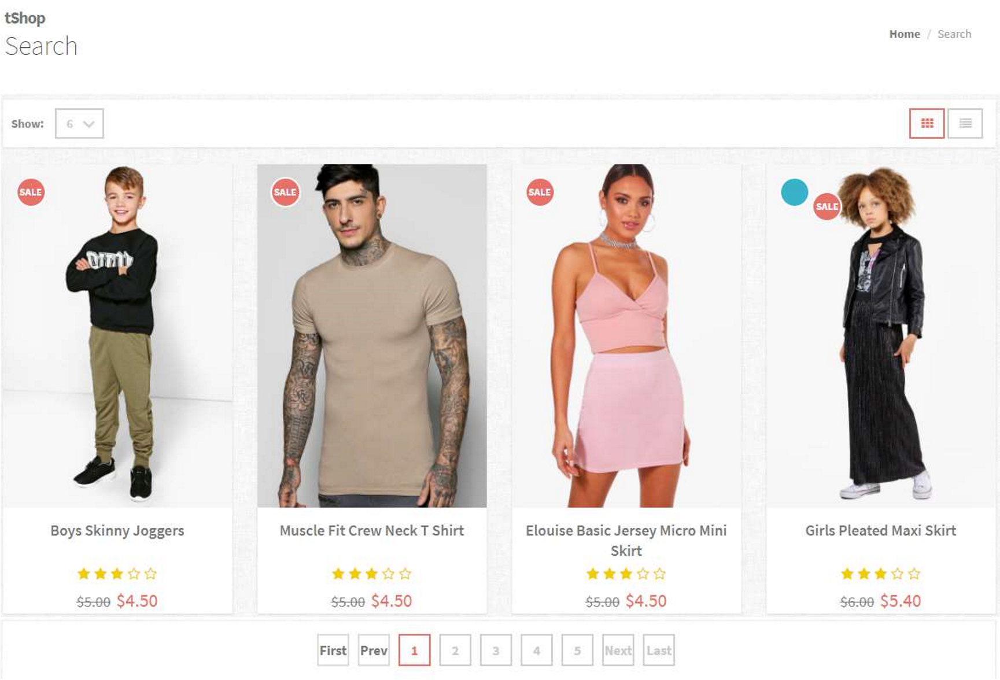 tShop
Search
Home / Search
Show: 6
SALE
SALE
SALE
SALE
Boys Skinny Joggers
Muscle Fit Crew Neck T Shirt
Elouise Basic Jersey Micro Mini
Skirt
Girls Pleated Maxi Skirt
$5.00 $4.50
$5.00 $4.50
$5.00 $4.50
$6.00 $5.40
First Prev 1 2 3 4 5 Next Last